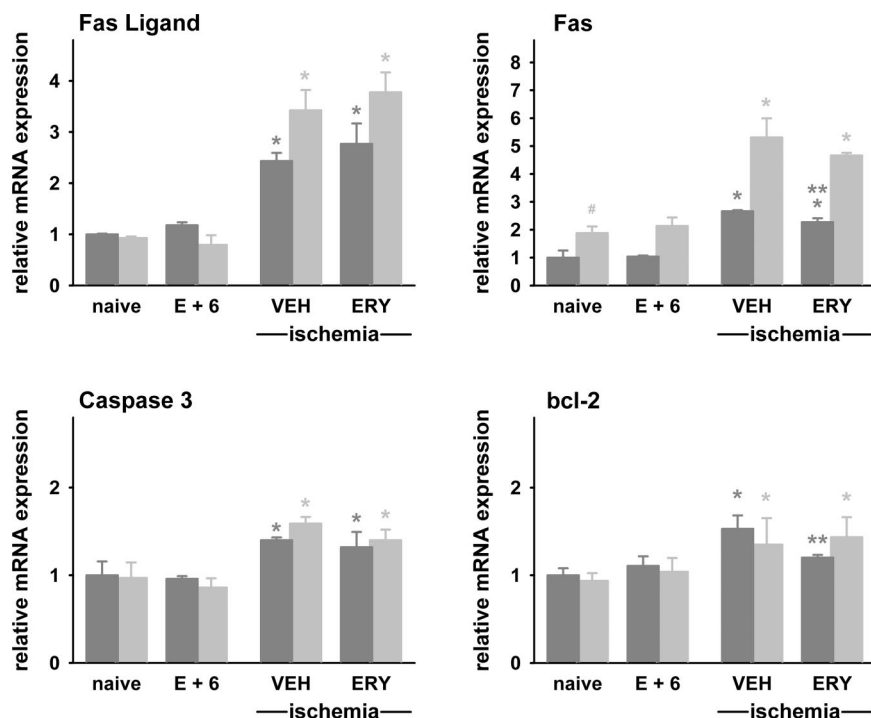 Fas Ligand
relative mRNA expression
4
3
2
1
0
* * * *
naive E + 6 VEH ERY
ischemia
Fas
relative mRNA expression
8
7
6
5
4
3
2
1
0
# * * ** * *
naive E + 6 VEH ERY
ischemia
Caspase 3
relative mRNA expression
2
1
0
* * * *
naive E + 6 VEH ERY
ischemia
bcl-2
relative mRNA expression
2
1
0
* * ** *
naive E + 6 VEH ERY
ischemia